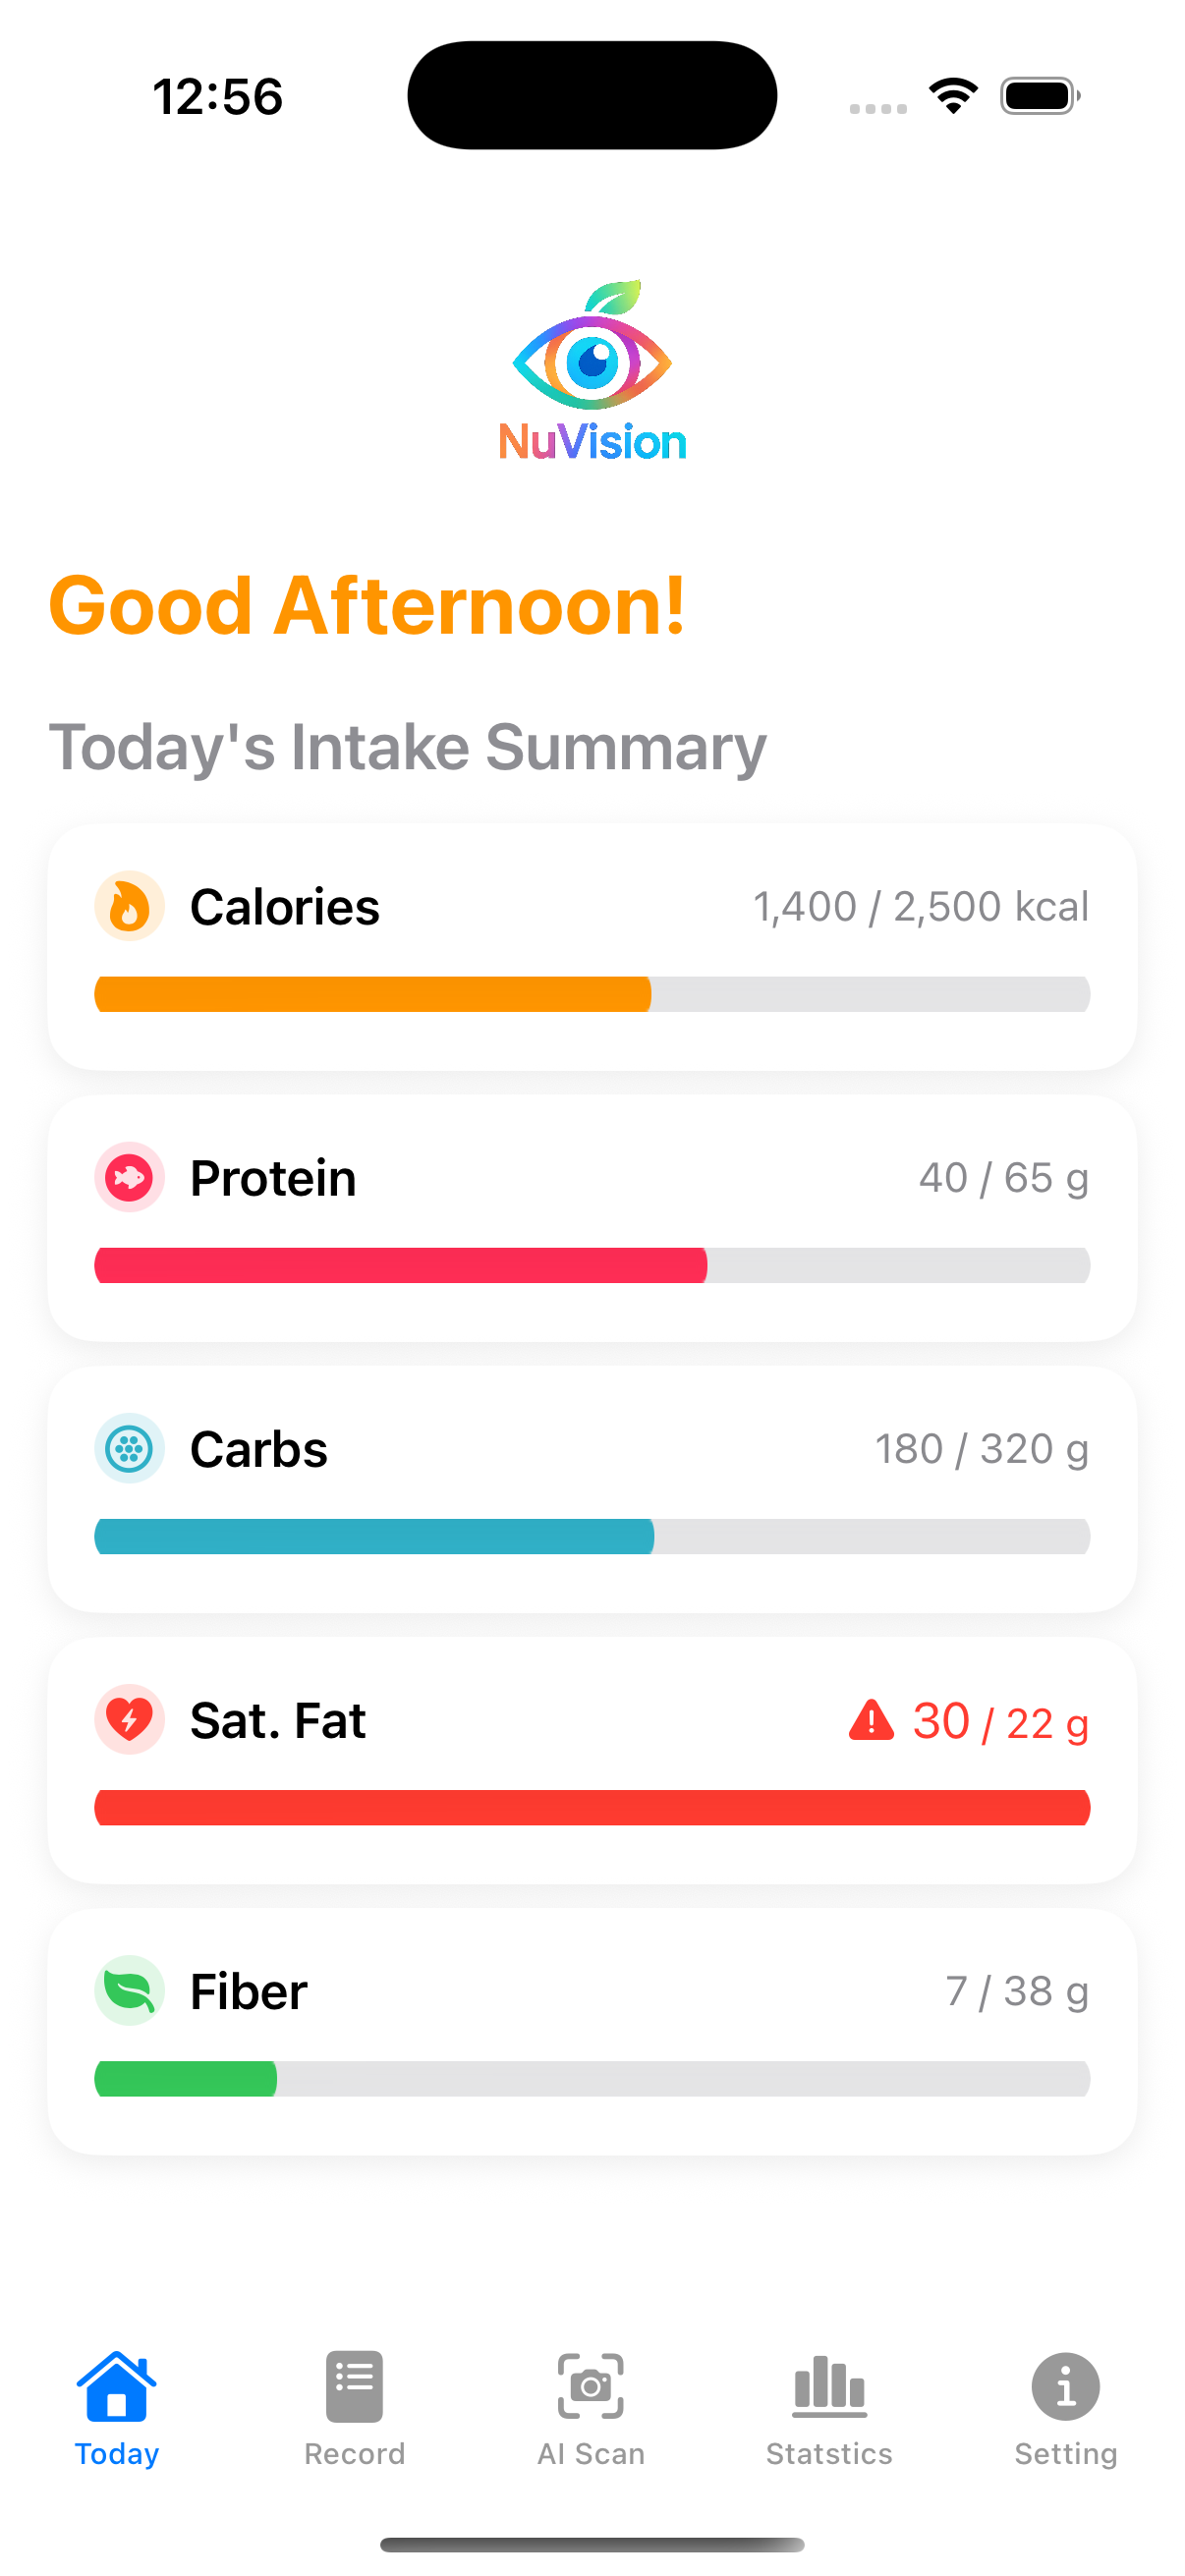 12:56
NuVision
Good Afternoon!
Today's Intake Summary
Calories 1,400 / 2,500 kcal
Protein 40 / 65 g
Carbs 180 / 320 g
Sat. Fat 30 / 22 g
Fiber 7 / 38 g
Today Record AI Scan Statstics Setting